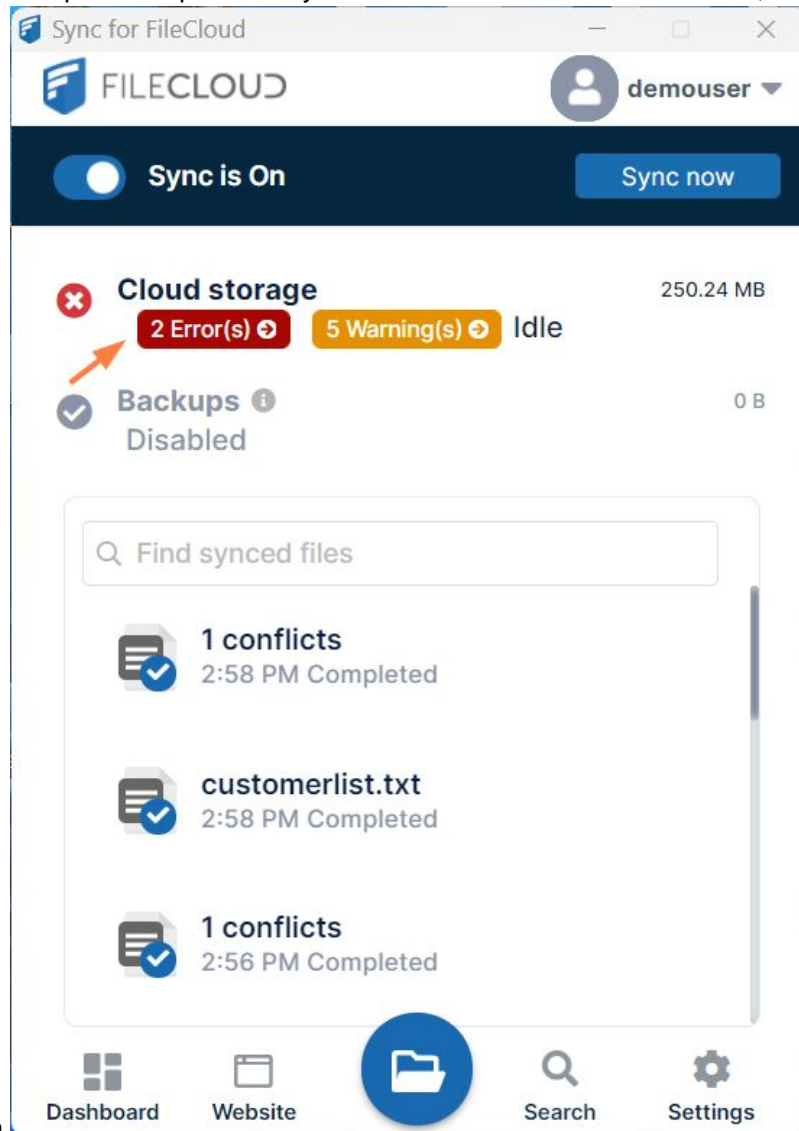 Sync for FileCloud
FILECLOUD
demouser
Sync is On
Sync now
Cloud storage
250.24 MB
2 Error(s)
5 Warning(s)
Idle
Backups
0 B
Disabled
Find synced files
1 conflicts
2:58 PM Completed
customerlist.txt
2:58 PM Completed
1 conflicts
2:56 PM Completed
Dashboard
Website
Search
Settings